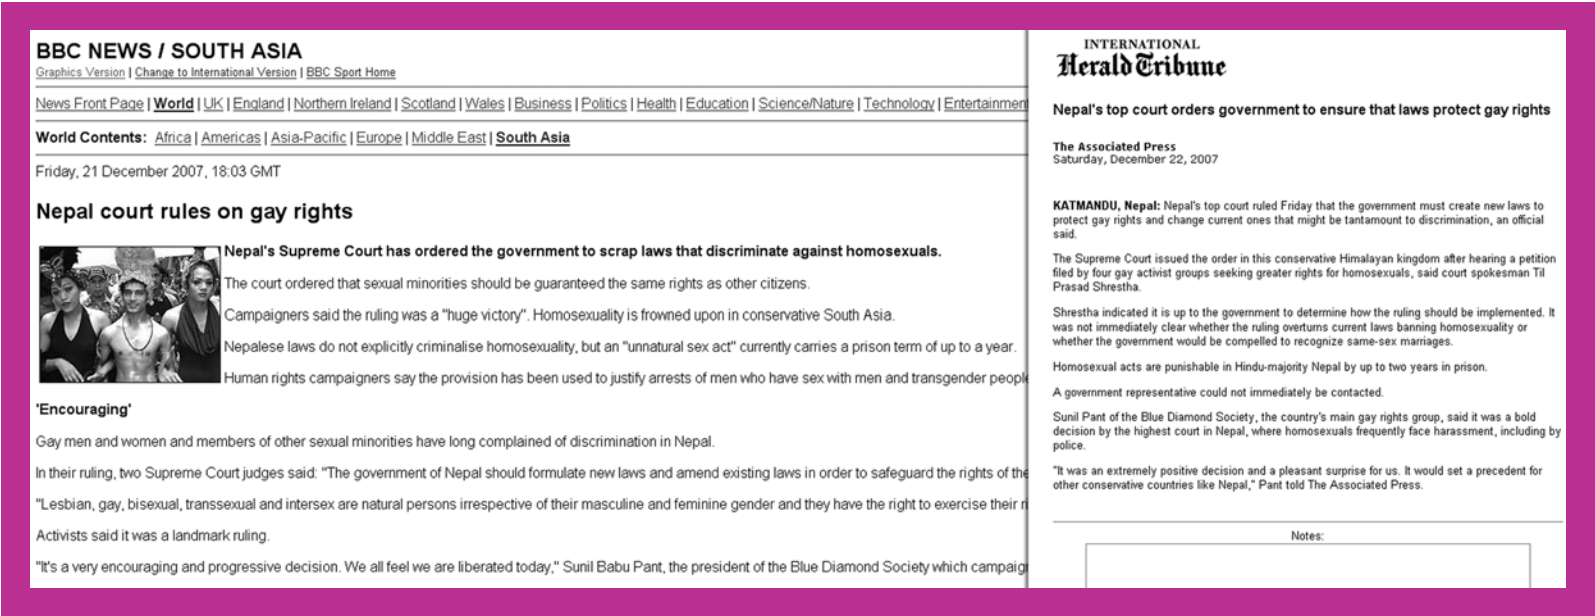 BBC NEWS / SOUTH ASIA
Graphics Version | Change to International Version | BBC Sport Home
News Front Page | World | UK | England | Northern Ireland | Scotland | Wales | Business | Politics | Health | Education | Science/Nature | Technology | Entertainment
World Contents: Africa | Americas | Asia-Pacific | Europe | Middle East | South Asia
Friday, 21 December 2007, 18:03 GMT
Nepal court rules on gay rights
Nepal's Supreme Court has ordered the government to scrap laws that discriminate against homosexuals.
The court ordered that sexual minorities should be guaranteed the same rights as other citizens.
Campaigners said the ruling was a "huge victory". Homosexuality is frowned upon in conservative South Asia.
Nepalese laws do not explicitly criminalise homosexuality, but an "unnatural sex act" currently carries a prison term of up to a year.
Human rights campaigners say the provision has been used to justify arrests of men who have sex with men and transgender people
'Encouraging'
Gay men and women and members of other sexual minorities have long complained of discrimination in Nepal.
In their ruling, two Supreme Court judges said: "The government of Nepal should formulate new laws and amend existing laws in order to safeguard the rights of the
"Lesbian, gay, bisexual, transsexual and intersex are natural persons irrespective of their masculine and feminine gender and they have the right to exercise their ri
Activists said it was a landmark ruling.
"It's a very encouraging and progressive decision. We all feel we are liberated today," Sunil Babu Pant, the president of the Blue Diamond Society which campaig
INTERNATIONAL
Herald Tribune
Nepal's top court orders government to ensure that laws protect gay rights
The Associated Press
Saturday, December 22, 2007
KATMANDU, Nepal: Nepal's top court ruled Friday that the government must create new laws to
protect gay rights and change current ones that might be tantamount to discrimination, an official
said.
The Supreme Court issued the order in this conservative Himalayan kingdom after hearing a petition
filed by four gay activist groups seeking greater rights for homosexuals, said court spokesman Til
Prasad Shrestha.
Shrestha indicated it is up to the government to determine how the ruling should be implemented. It
was not immediately clear whether the ruling overturns current laws banning homosexuality or
whether the government would be compelled to recognize same-sex marriages.
Homosexual acts are punishable in Hindu-majority Nepal by up to two years in prison.
A government representative could not immediately be contacted.
Sunil Pant of the Blue Diamond Society, the country's main gay rights group, said it was a bold
decision by the highest court in Nepal, where homosexuals frequently face harassment, including by
police.
"It was an extremely positive decision and a pleasant surprise for us. It would set a precedent for
other conservative countries like Nepal," Pant told The Associated Press.
Notes: